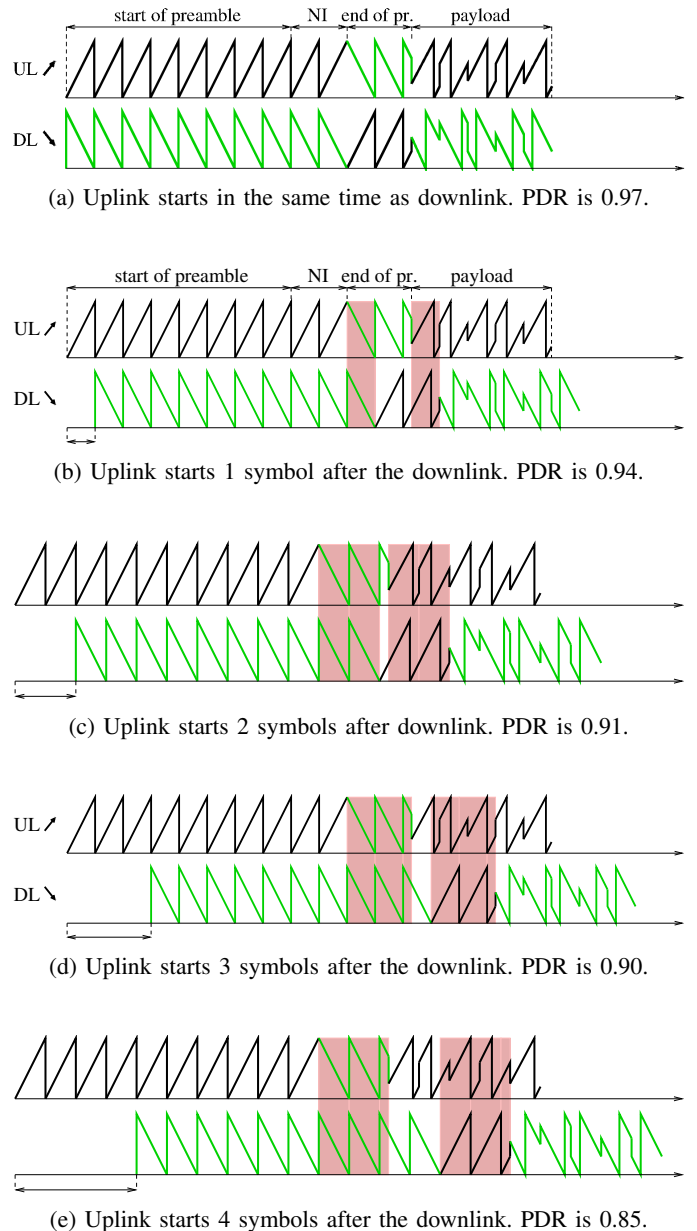 start of preamble NI end of pr. payload
UL
DL
(a) Uplink starts in the same time as downlink. PDR is 0.97.
start of preamble NI end of pr. payload
UL
DL
(b) Uplink starts 1 symbol after the downlink. PDR is 0.94.
(c) Uplink starts 2 symbols after downlink. PDR is 0.91.
UL
DL
(d) Uplink starts 3 symbols after the downlink. PDR is 0.90.
(e) Uplink starts 4 symbols after the downlink. PDR is 0.85.